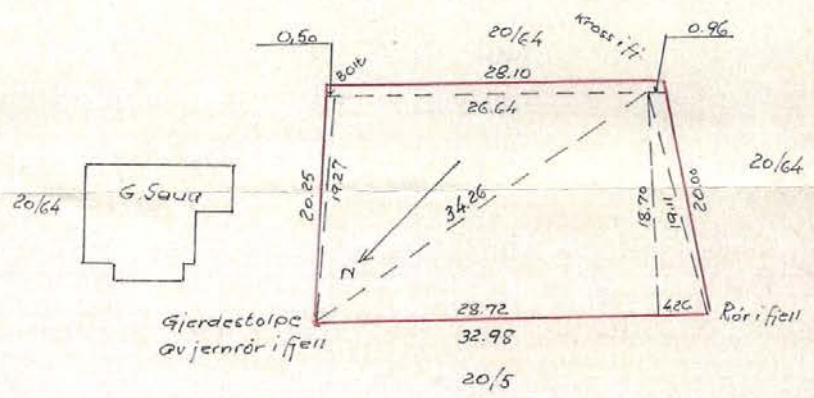 20/64
0,50
Kross i fj.
0.96
Bolt
28.10
26.64
20/64
G. Saua
20.25
19.27
34.26
18.70
19.11
20.00
20/64
N
Gjerdestolpe
av jernrör i fjell
28.72
4.26
Rör i fjell
32.98
20/5